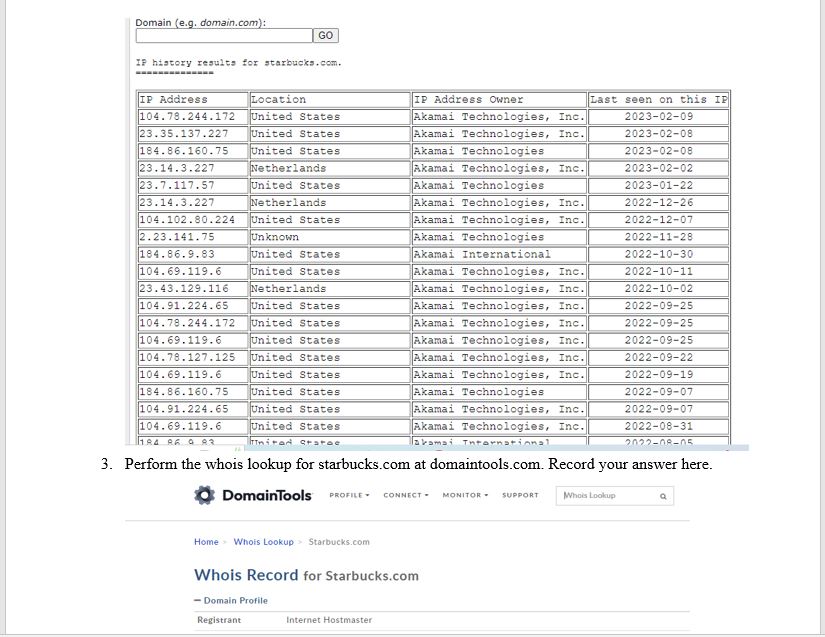 Domain (e.g. domain.com):
GO
IP history results for starbucks.com.
==============
IP Address Location IP Address Owner Last seen on this IP
104.78.244.172 United States Akamai Technologies, Inc. 2023-02-09
23.35.137.227 United States Akamai Technologies, Inc. 2023-02-08
184.86.160.75 United States Akamai Technologies 2023-02-08
23.14.3.227 Netherlands Akamai Technologies, Inc. 2023-02-02
23.7.117.57 United States Akamai Technologies 2023-01-22
23.14.3.227 Netherlands Akamai Technologies, Inc. 2022-12-26
104.102.80.224 United States Akamai Technologies, Inc. 2022-12-07
2.23.141.75 Unknown Akamai Technologies 2022-11-28
184.86.9.83 United States Akamai International 2022-10-30
104.69.119.6 United States Akamai Technologies, Inc. 2022-10-11
23.43.129.116 Netherlands Akamai Technologies, Inc. 2022-10-02
104.91.224.65 United States Akamai Technologies, Inc. 2022-09-25
104.78.244.172 United States Akamai Technologies, Inc. 2022-09-25
104.69.119.6 United States Akamai Technologies, Inc. 2022-09-25
104.78.127.125 United States Akamai Technologies, Inc. 2022-09-22
104.69.119.6 United States Akamai Technologies, Inc. 2022-09-19
184.86.160.75 United States Akamai Technologies 2022-09-07
104.91.224.65 United States Akamai Technologies, Inc. 2022-09-07
104.69.119.6 United States Akamai Technologies, Inc. 2022-08-31
184.86.9.83 United States Akamai International 2022-08-05
3. Perform the whois lookup for starbucks.com at domaintools.com. Record your answer here.
DomainTools PROFILE CONNECT MONITOR SUPPORT Whois Lookup
Home > Whois Lookup > Starbucks.com
Whois Record for Starbucks.com
— Domain Profile
Registrant Internet Hostmaster